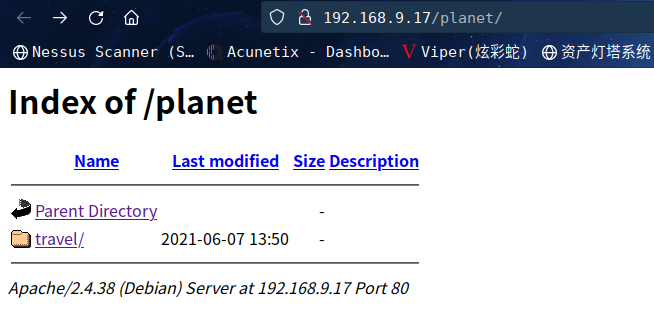 192.168.9.17/planet/
Nessus Scanner (S… Acunetix - Dashbo… Viper(炫彩蛇) 资产灯塔系统
Index of /planet
Name Last modified Size Description
Parent Directory -
travel/ 2021-06-07 13:50 -
Apache/2.4.38 (Debian) Server at 192.168.9.17 Port 80